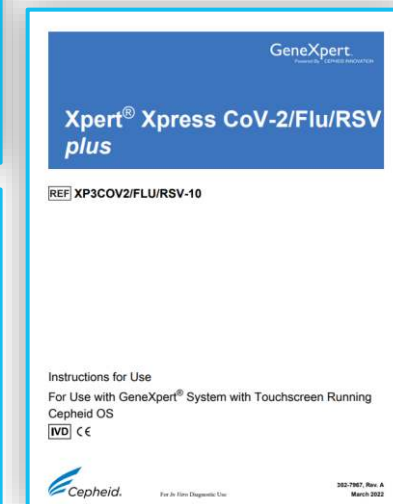 GeneXpert
Powered By CEPHEID INNOVATION
Xpert® Xpress CoV-2/Flu/RSV
plus
REF XP3COV2/FLU/RSV-10
Instructions for Use
For Use with GeneXpert® System with Touchscreen Running
Cepheid OS
IVD CE
Cepheid.
For In Vitro Diagnostic Use
302-7967, Rev. A
March 2022